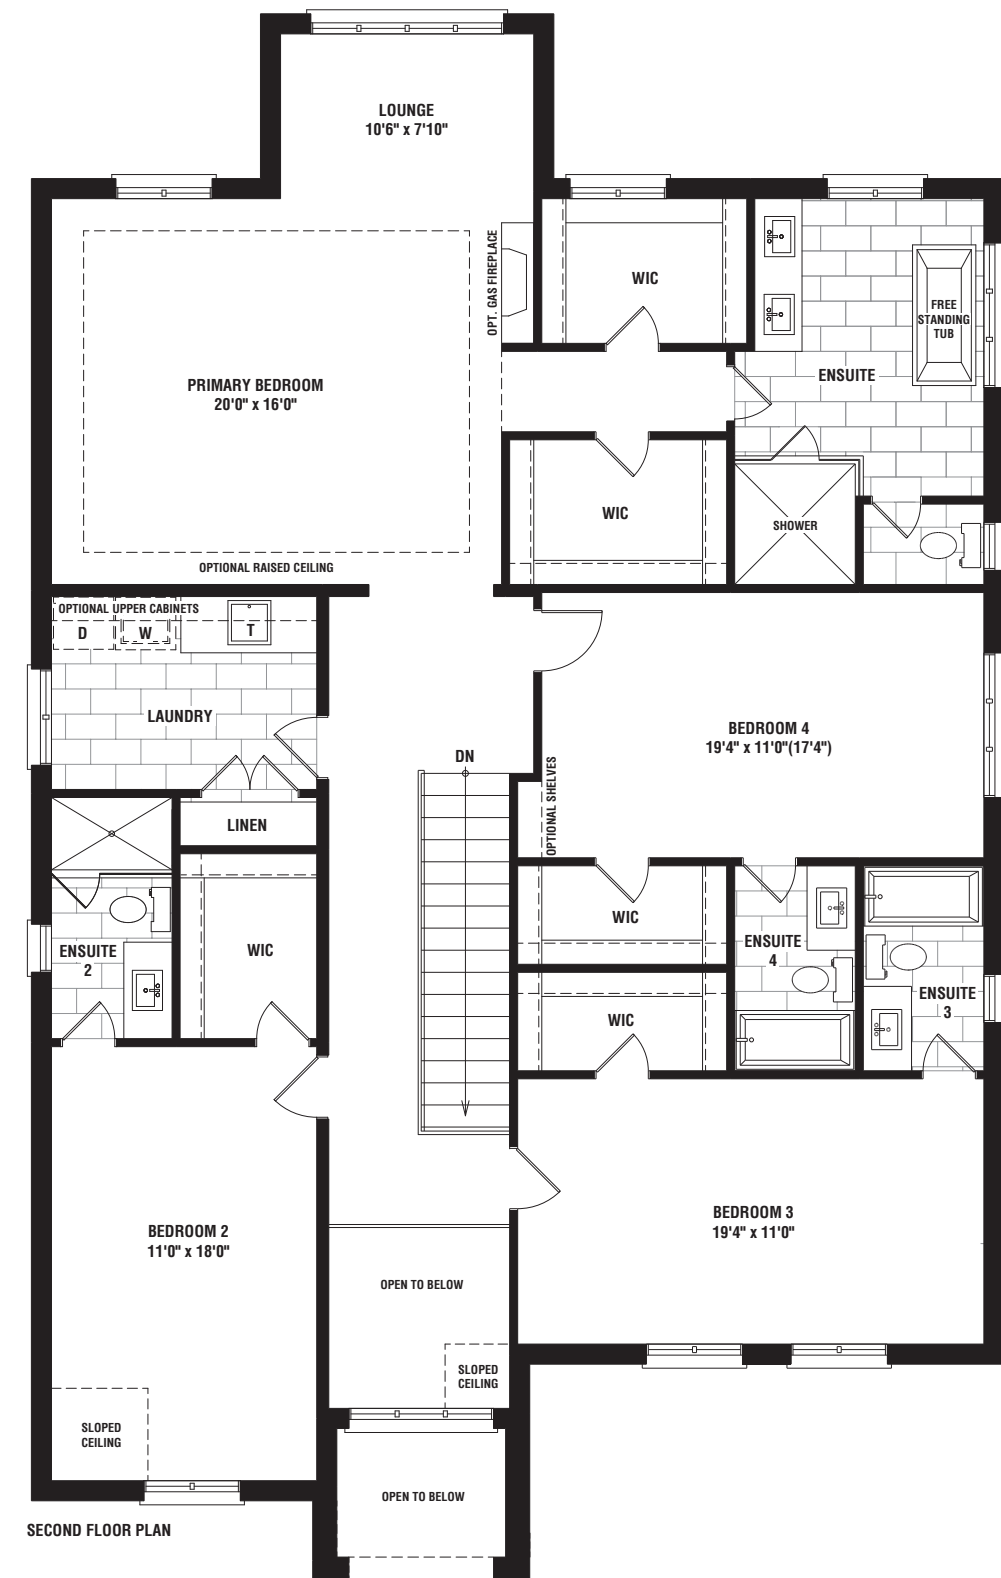 LOUNGE
10'6" x 7'10"
OPT. GAS FIREPLACE
WIC
FREE
STANDING
TUB
ENSUITE
PRIMARY BEDROOM
20'0" x 16'0"
WIC
SHOWER
OPTIONAL RAISED CEILING
OPTIONAL UPPER CABINETS
D
W
T
LAUNDRY
BEDROOM 4
19'4" x 11'0"(17'4")
DN
OPTIONAL SHELVES
LINEN
WIC
ENSUITE
2
WIC
ENSUITE
4
ENSUITE
3
WIC
BEDROOM 3
19'4" x 11'0"
BEDROOM 2
11'0" x 18'0"
OPEN TO BELOW
SLOPED
CEILING
SLOPED
CEILING
OPEN TO BELOW
SECOND FLOOR PLAN